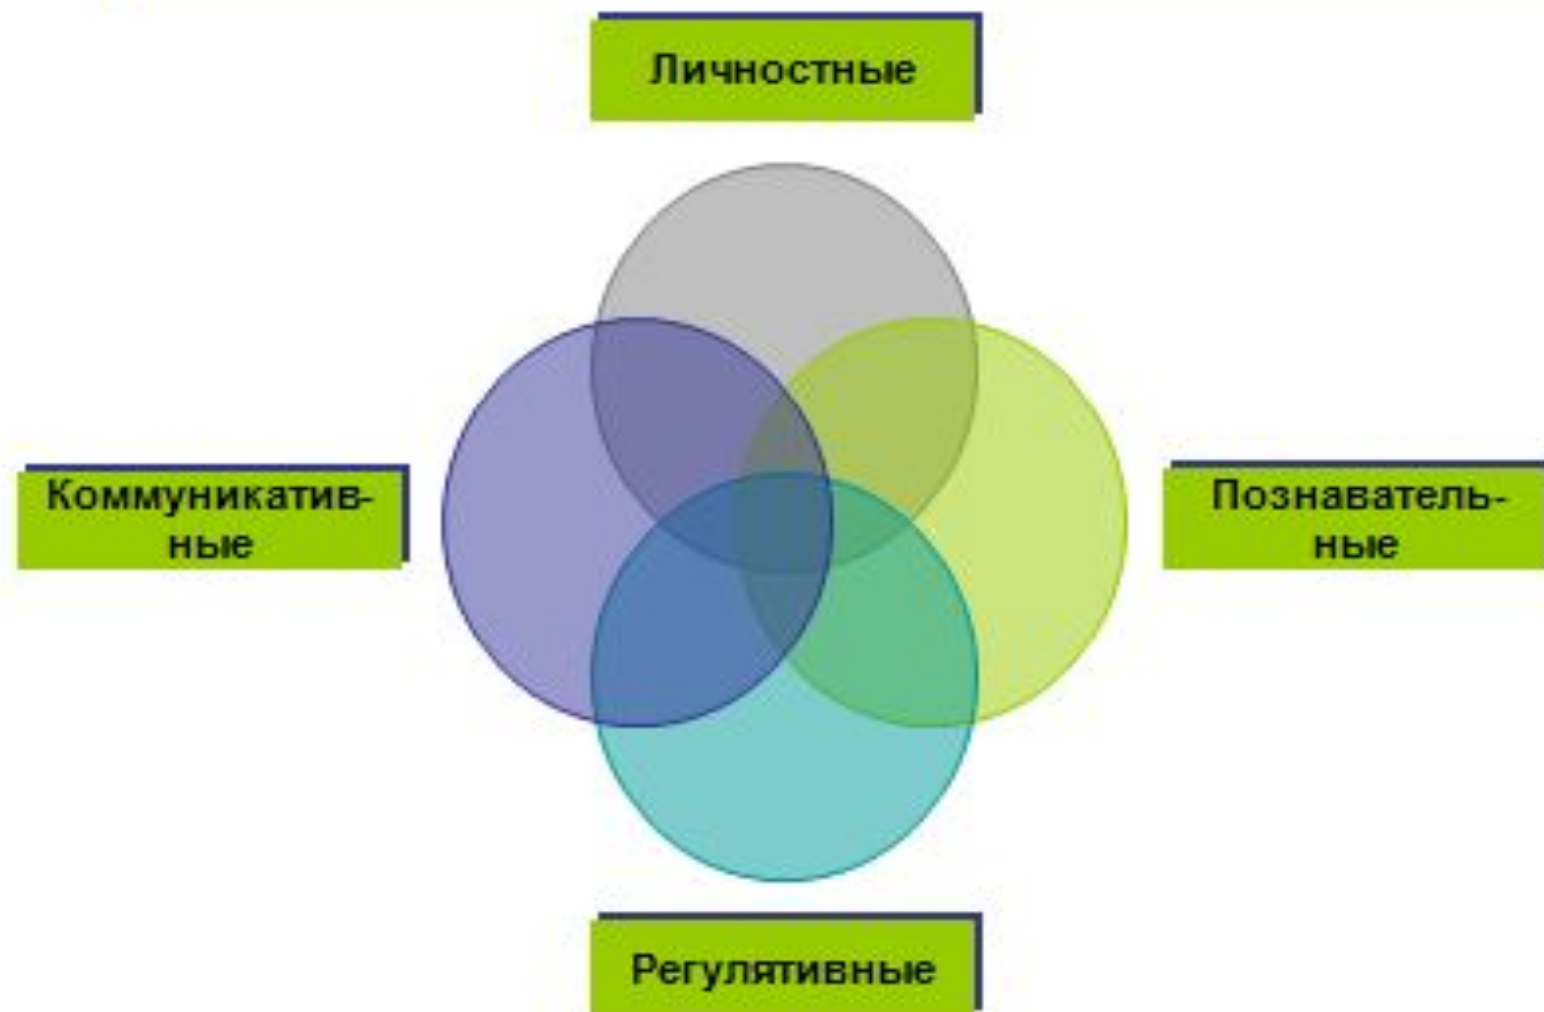 Личностные
Коммуникатив-
ные
Познаватель-
ные
Регулятивные